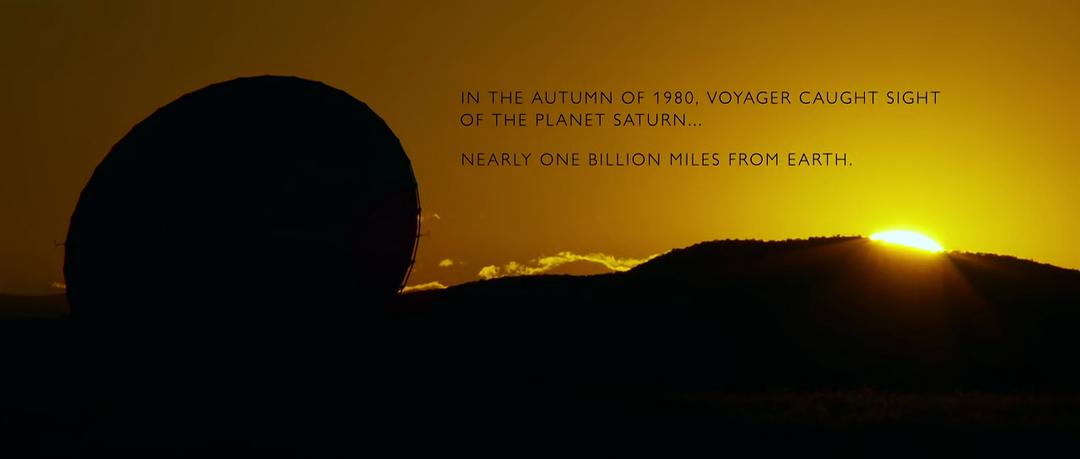 IN THE AUTUMN OF 1980, VOYAGER CAUGHT SIGHT
OF THE PLANET SATURN...
NEARLY ONE BILLION MILES FROM EARTH.